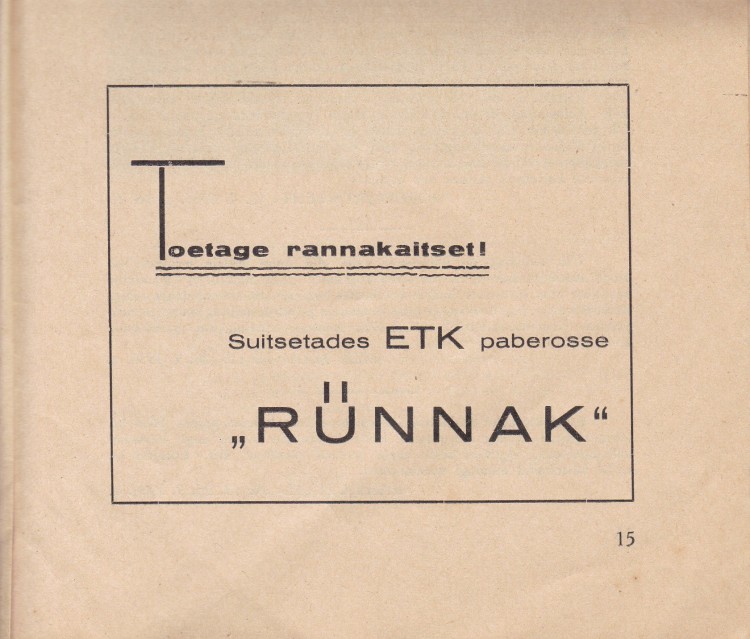 Toetage rannakaitset!
Suitsetades ETK paberosse
„RÜNNAK“
15